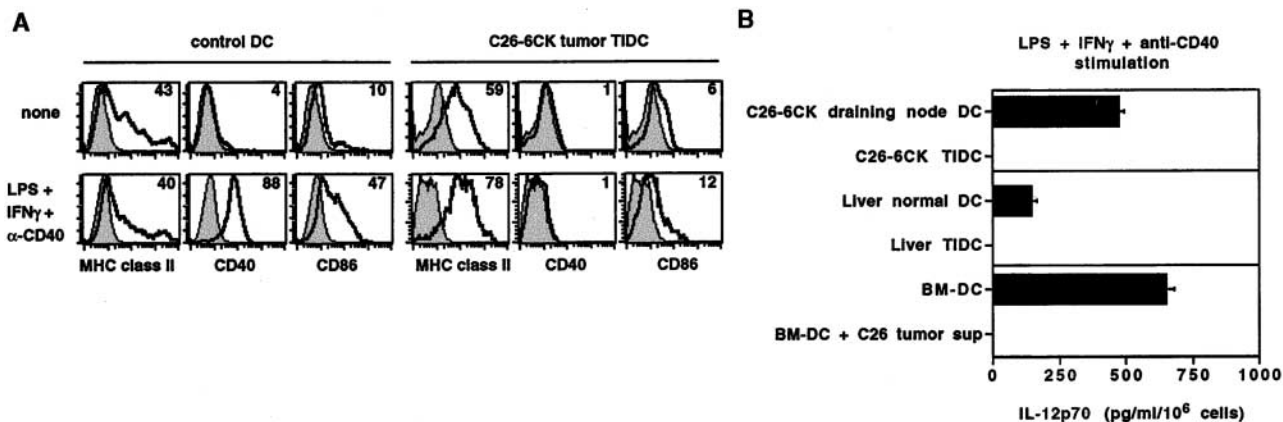 A
control DC
C26-6CK tumor TIDC
none
43
4
10
59
1
6
LPS +
IFNγ +
α-CD40
40
88
47
78
1
12
MHC class II
CD40
CD86
MHC class II
CD40
CD86
B
LPS + IFNγ + anti-CD40
stimulation
C26-6CK draining node DC
C26-6CK TIDC
Liver normal DC
Liver TIDC
BM-DC
BM-DC + C26 tumor sup
0
250
500
750
1000
IL-12p70 (pg/ml/10⁶ cells)